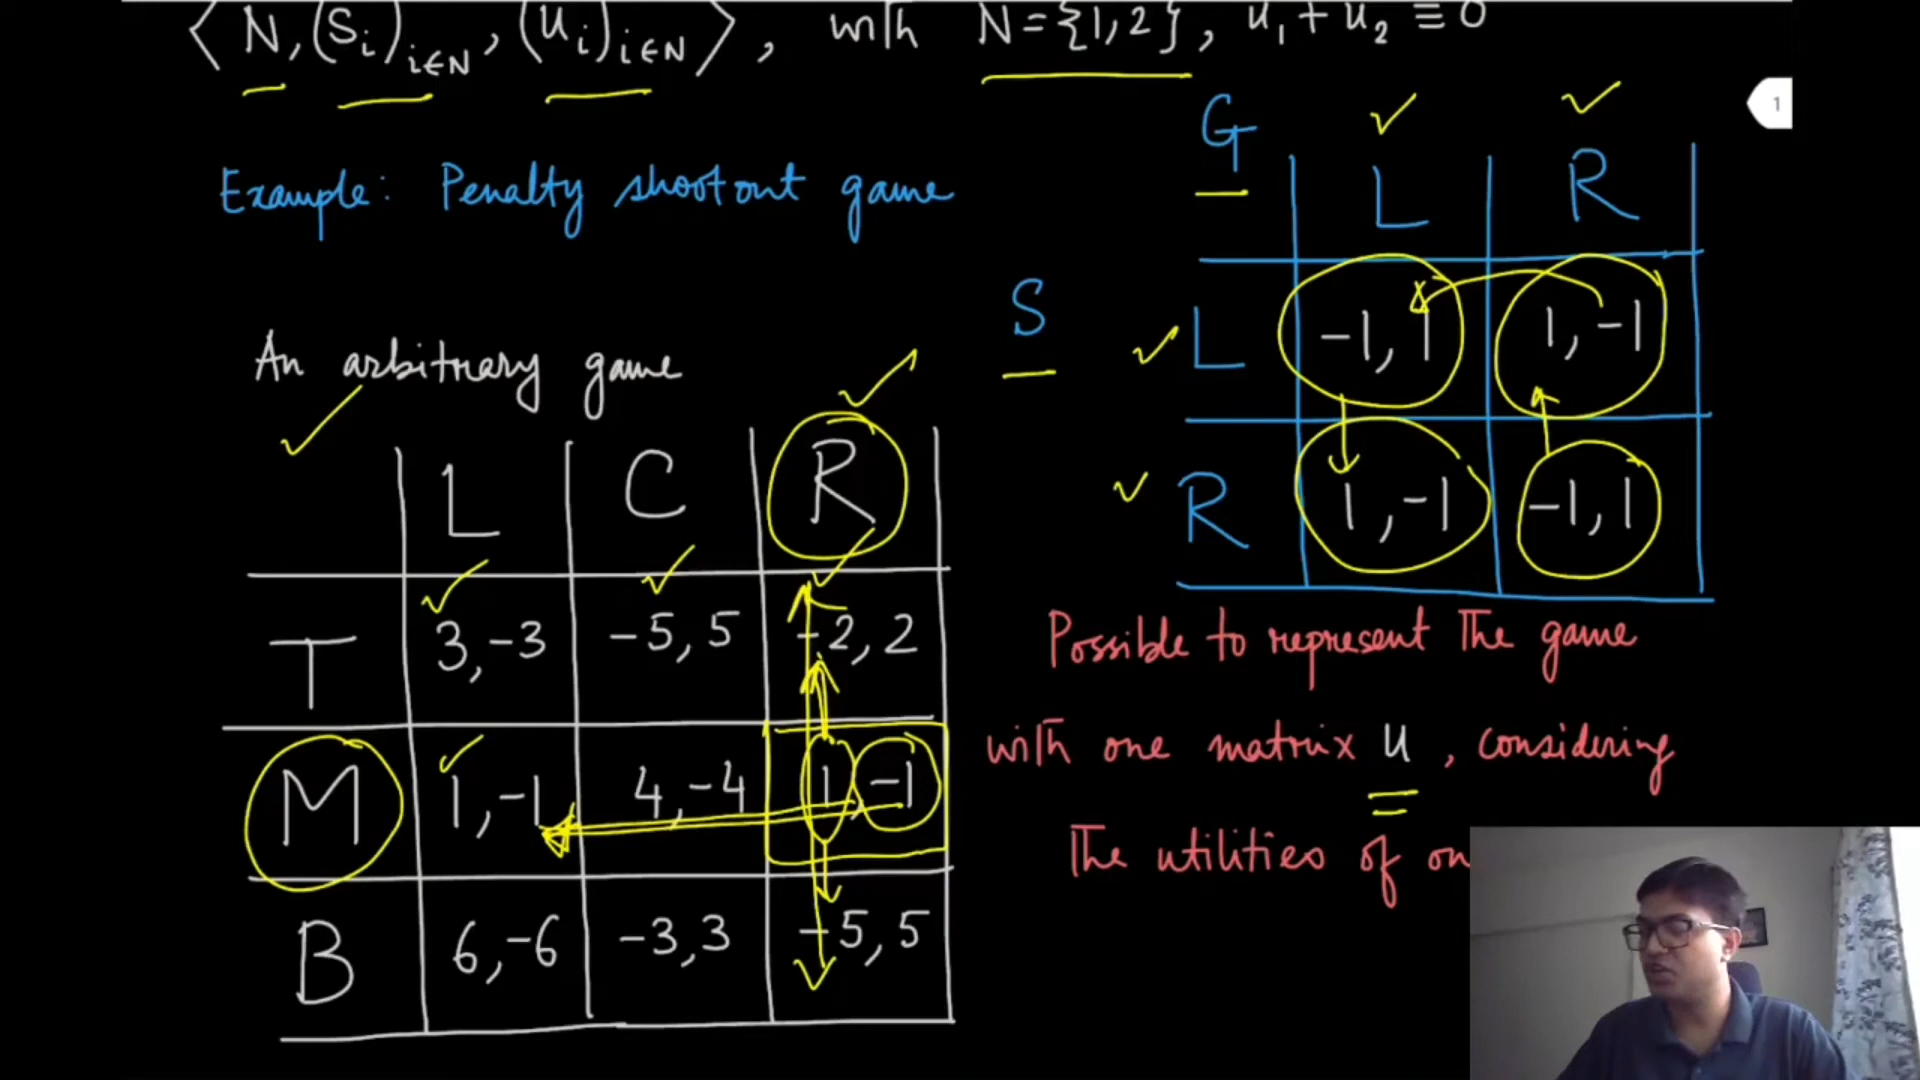 ⟨ N, (Sᵢ)ᵢ∈N, (uᵢ)ᵢ∈N ⟩, with N = {1, 2}, u₁ + u₂ ≡ 0
1
Example: Penalty shootout game
G
L R
S
L -1, 1 1, -1
R 1, -1 -1, 1
An arbitrary game
L C R
T 3, -3 -5, 5 -2, 2
M 1, -1 4, -4 1, -1
B 6, -6 -3, 3 -5, 5
Possible to represent the game
with one matrix u, considering
the utilities of